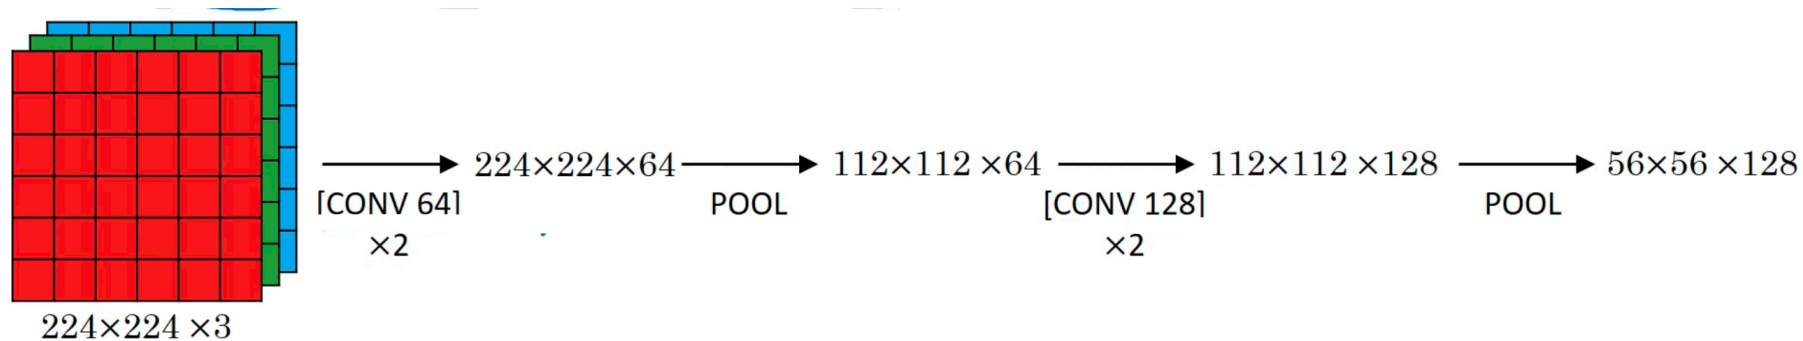 224×224×64
112×112 ×64
112×112 ×128
56×56 ×128
[CONV 64]
×2
POOL
[CONV 128]
×2
POOL
224×224 ×3